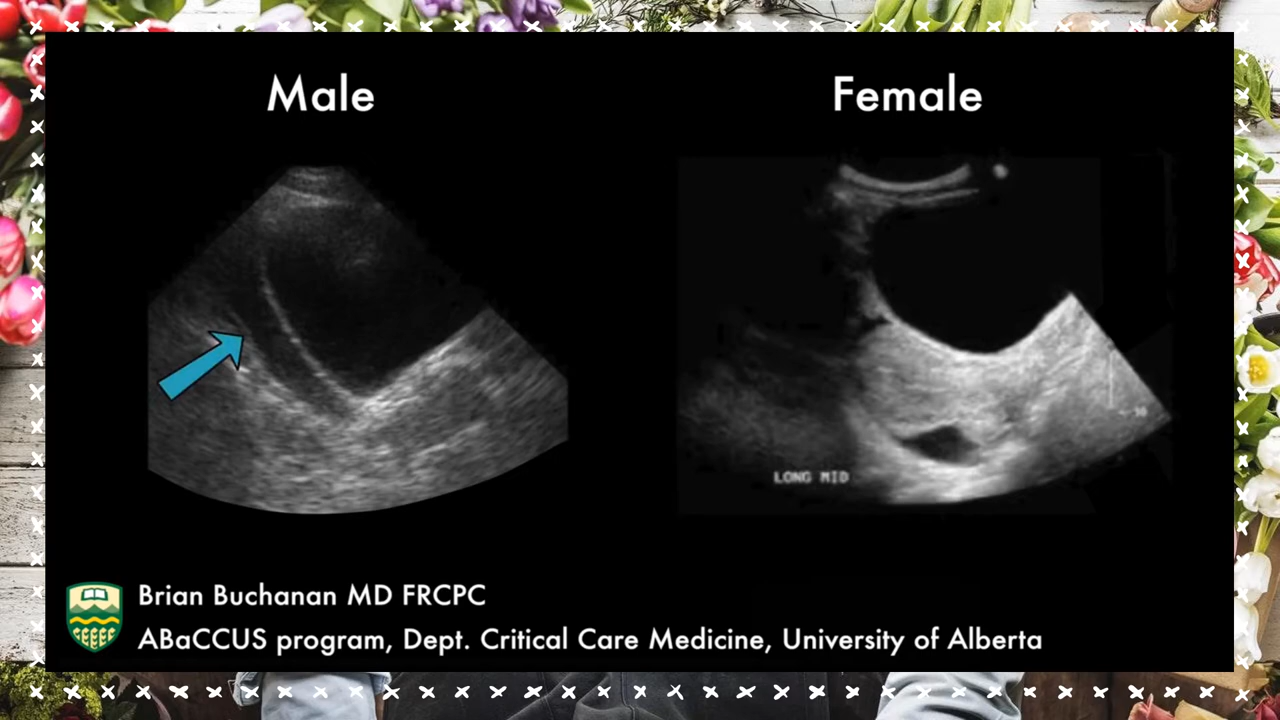 Male
Female
LONG MID
Brian Buchanan MD FRCPC
ABaCCUS program, Dept. Critical Care Medicine, University of Alberta